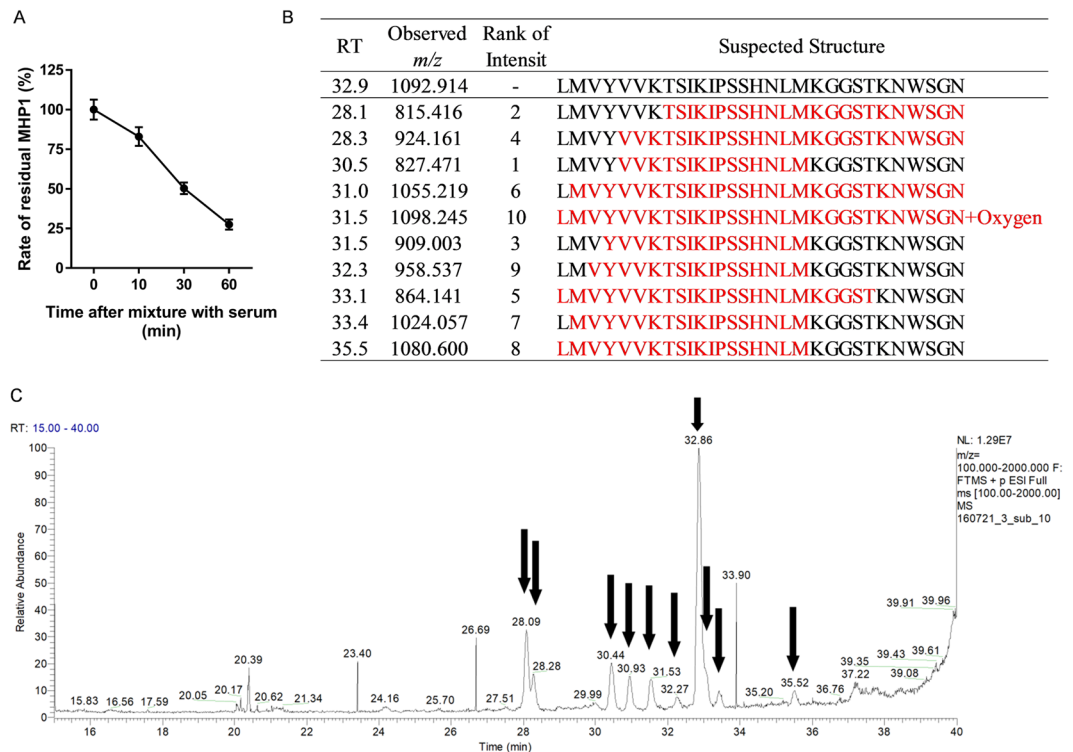 A
Rate of residual MHP1 (%)
125
100
75
50
25
0
0 10 30 60
Time after mixture with serum
(min)
B
RT Observed m/z Rank of Intensit Suspected Structure
32.9 1092.914 - LMVYVVKTSIKIPSSHNLMKGGSTKNWSGN
28.1 815.416 2 LMVYVVKTSIKIPSSHNLMKGGSTKNWSGN
28.3 924.161 4 LMVYVVKTSIKIPSSHNLMKGGSTKNWSGN
30.5 827.471 1 LMVYVVKTSIKIPSSHNLMKGGSTKNWSGN
31.0 1055.219 6 LMVYVVKTSIKIPSSHNLMKGGSTKNWSGN
31.5 1098.245 10 LMVYVVKTSIKIPSSHNLMKGGSTKNWSGN+Oxygen
31.5 909.003 3 LMVYVVKTSIKIPSSHNLMKGGSTKNWSGN
32.3 958.537 9 LMVYVVKTSIKIPSSHNLMKGGSTKNWSGN
33.1 864.141 5 LMVYVVKTSIKIPSSHNLMKGGSTKNWSGN
33.4 1024.057 7 LMVYVVKTSIKIPSSHNLMKGGSTKNWSGN
35.5 1080.600 8 LMVYVVKTSIKIPSSHNLMKGGSTKNWSGN
C
RT: 15.00 - 40.00
NL: 1.29E7
m/z=
100.000-2000.000 F:
FTMS + p ESI Full
ms [100.00-2000.00]
MS
160721_3_sub_10
Relative Abundance
100
90
80
70
60
50
40
30
20
10
0
15.83 16.56 17.59 20.05 20.17 20.39 20.62 21.34 23.40 24.16 25.70 26.69 27.51 28.09 28.28 29.99 30.44 30.93 31.53 32.27 32.86 33.90 35.20 35.52 36.76 37.22 39.35 39.43 39.08 39.61 39.91 39.96
16 18 20 22 24 26 28 30 32 34 36 38 40
Time (min)